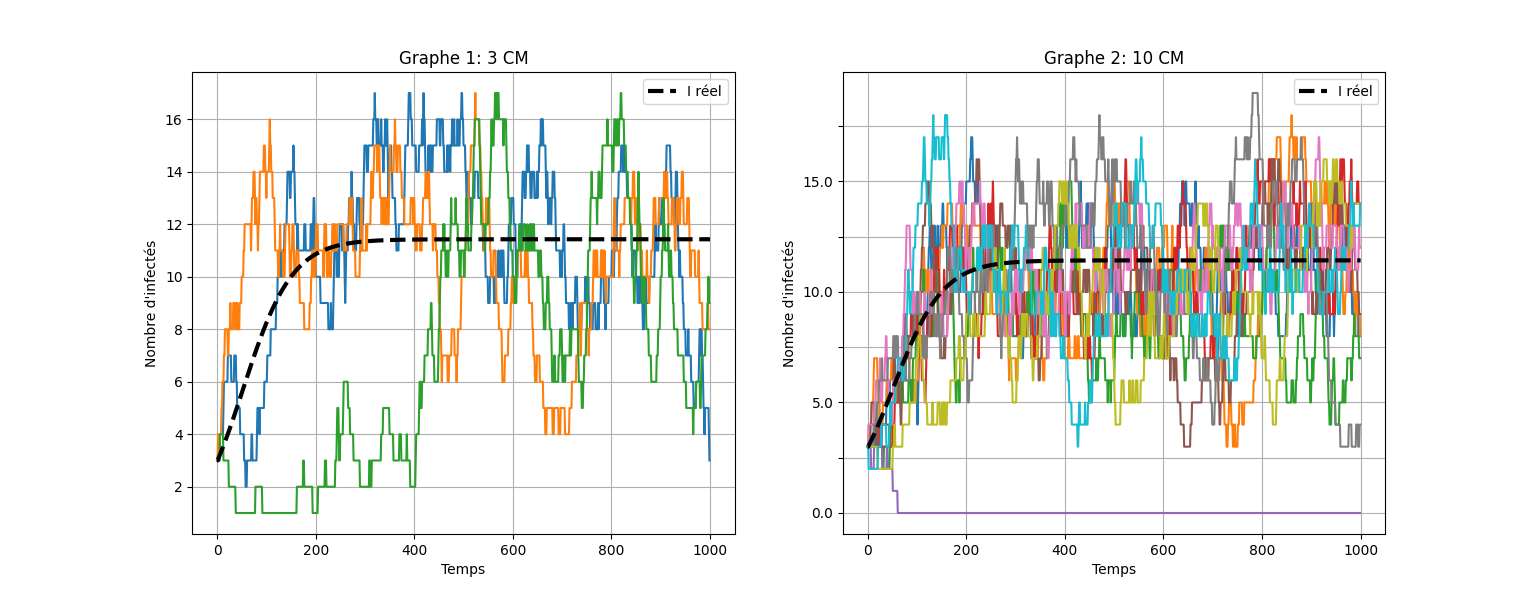 Graphe 1: 3 CM
I réel
16
14
12
10
8
6
4
2
Nombre d'infectés
0 200 400 600 800 1000
Temps
Graphe 2: 10 CM
I réel
15.0
10.0
5.0
0.0
Nombre d'infectés
0 200 400 600 800 1000
Temps